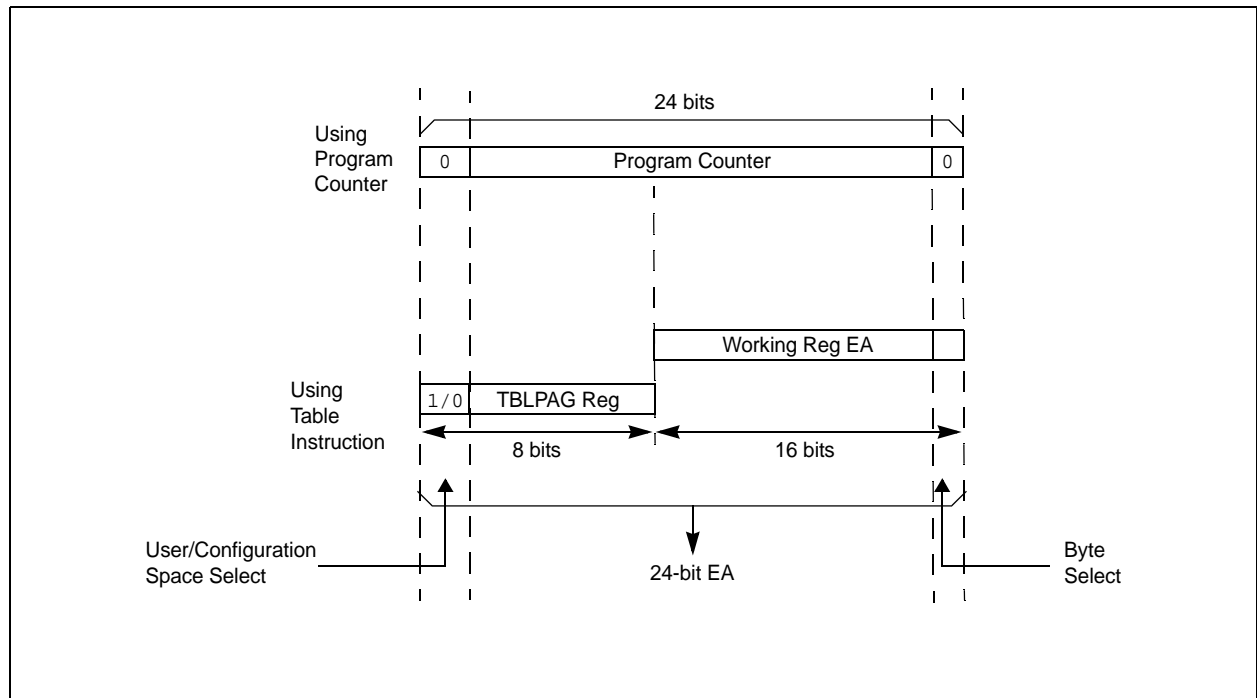 24 bits
Using
Program
Counter
0
Program Counter
0
Working Reg EA
Using
Table
Instruction
1/0
TBLPAG Reg
8 bits
16 bits
User/Configuration
Space Select
24-bit EA
Byte
Select